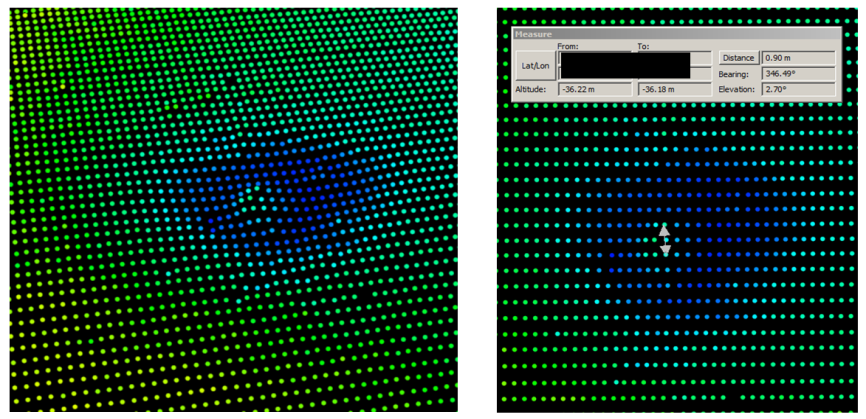 Measure
From: To:
Lat/Lon Distance 0.90 m
Bearing: 346.49°
Altitude: -36.22 m -36.18 m Elevation: 2.70°